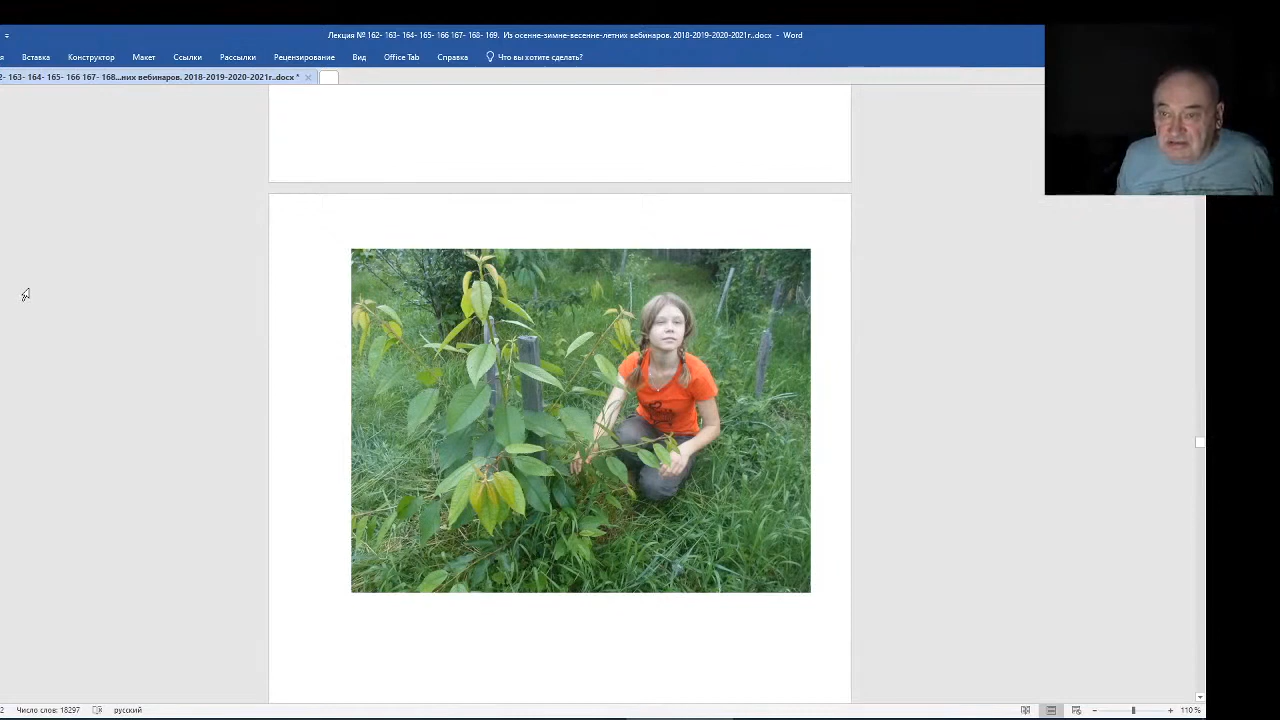 Лекция № 162- 163- 164- 165- 166 167- 168- 169.  Из осенне-зимне-весенне-летних вебинаров. 2018-2019-2020-2021г..docx  -  Word
Вставка Конструктор Макет Ссылки Рассылки Рецензирование Вид Office Tab Справка Что вы хотите сделать?
2- 163- 164- 165- 166 167- 168...них вебинаров. 2018-2019-2020-2021г..docx *
Число слов: 18297 русский 110 %